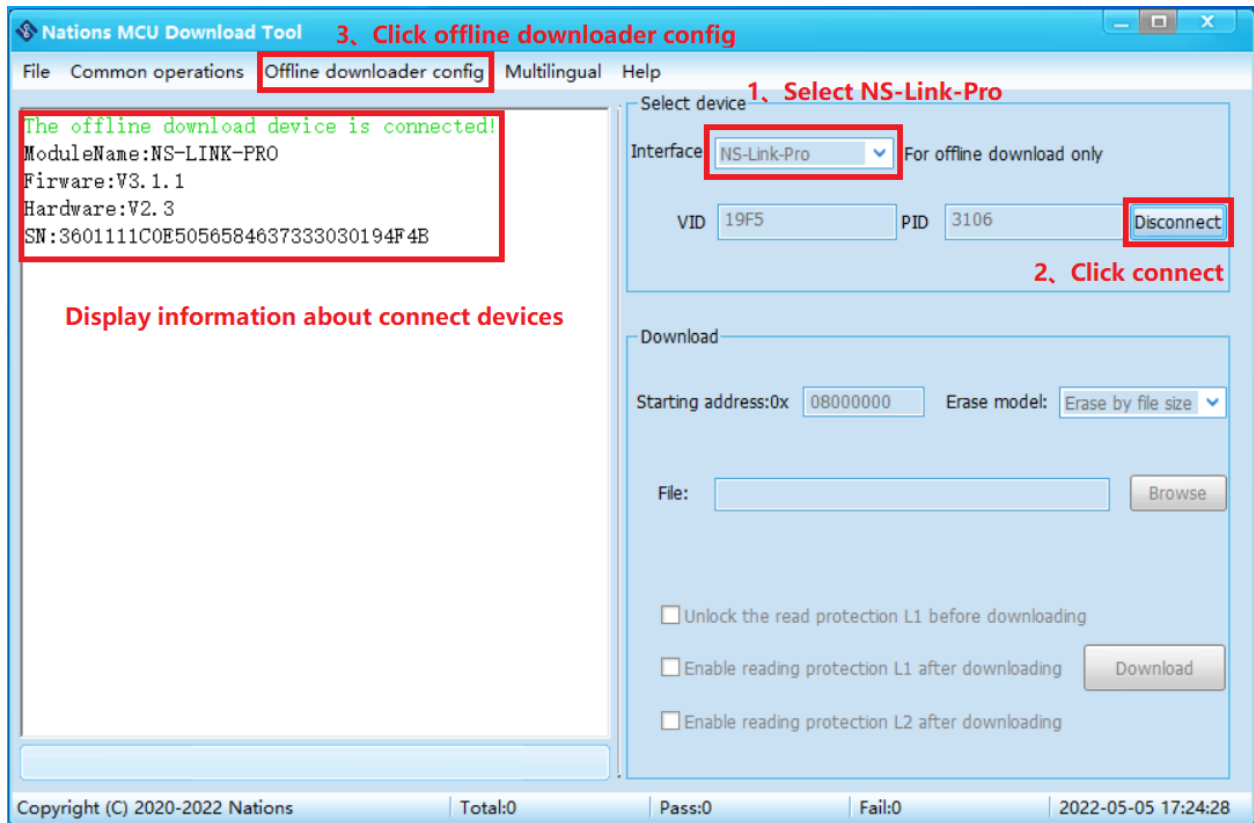 Nations MCU Download Tool
3、Click offline downloader config
File Common operations Offline downloader config Multilingual Help
The offline download device is connected!
ModuleName:NS-LINK-PRO
Firware:V3.1.1
Hardware:V2.3
SN:3601111C0E5056584637333030194F4B
Display information about connect devices
Select device
1、Select NS-Link-Pro
Interface NS-Link-Pro For offline download only
VID 19F5 PID 3106 Disconnect
2、Click connect
Download
Starting address:0x 08000000 Erase model: Erase by file size
File: Browse
Unlock the read protection L1 before downloading
Enable reading protection L1 after downloading Download
Enable reading protection L2 after downloading
Copyright (C) 2020-2022 Nations Total:0 Pass:0 Fail:0 2022-05-05 17:24:28